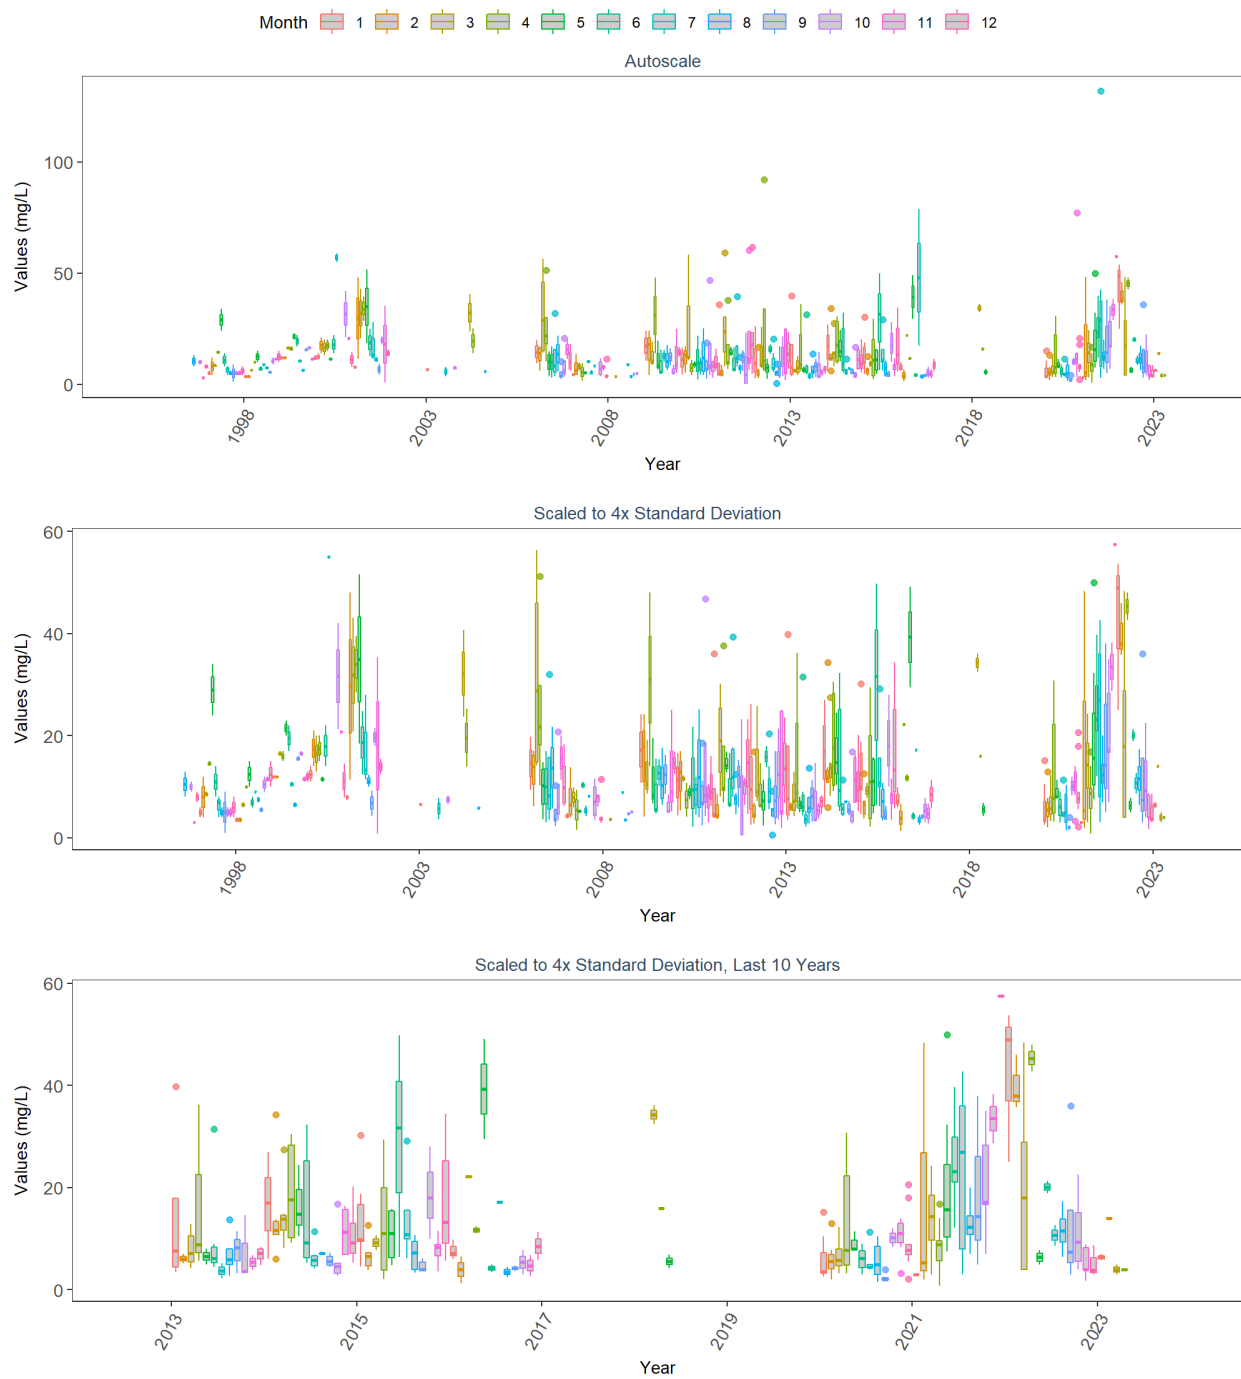 Month 1 2 3 4 5 6 7 8 9 10 11 12
Autoscale
100
50
0
Values (mg/L)
1998 2003 2008 2013 2018 2023
Year
Scaled to 4x Standard Deviation
60
40
20
0
Values (mg/L)
1998 2003 2008 2013 2018 2023
Year
Scaled to 4x Standard Deviation, Last 10 Years
60
40
20
0
Values (mg/L)
2013 2015 2017 2019 2021 2023
Year